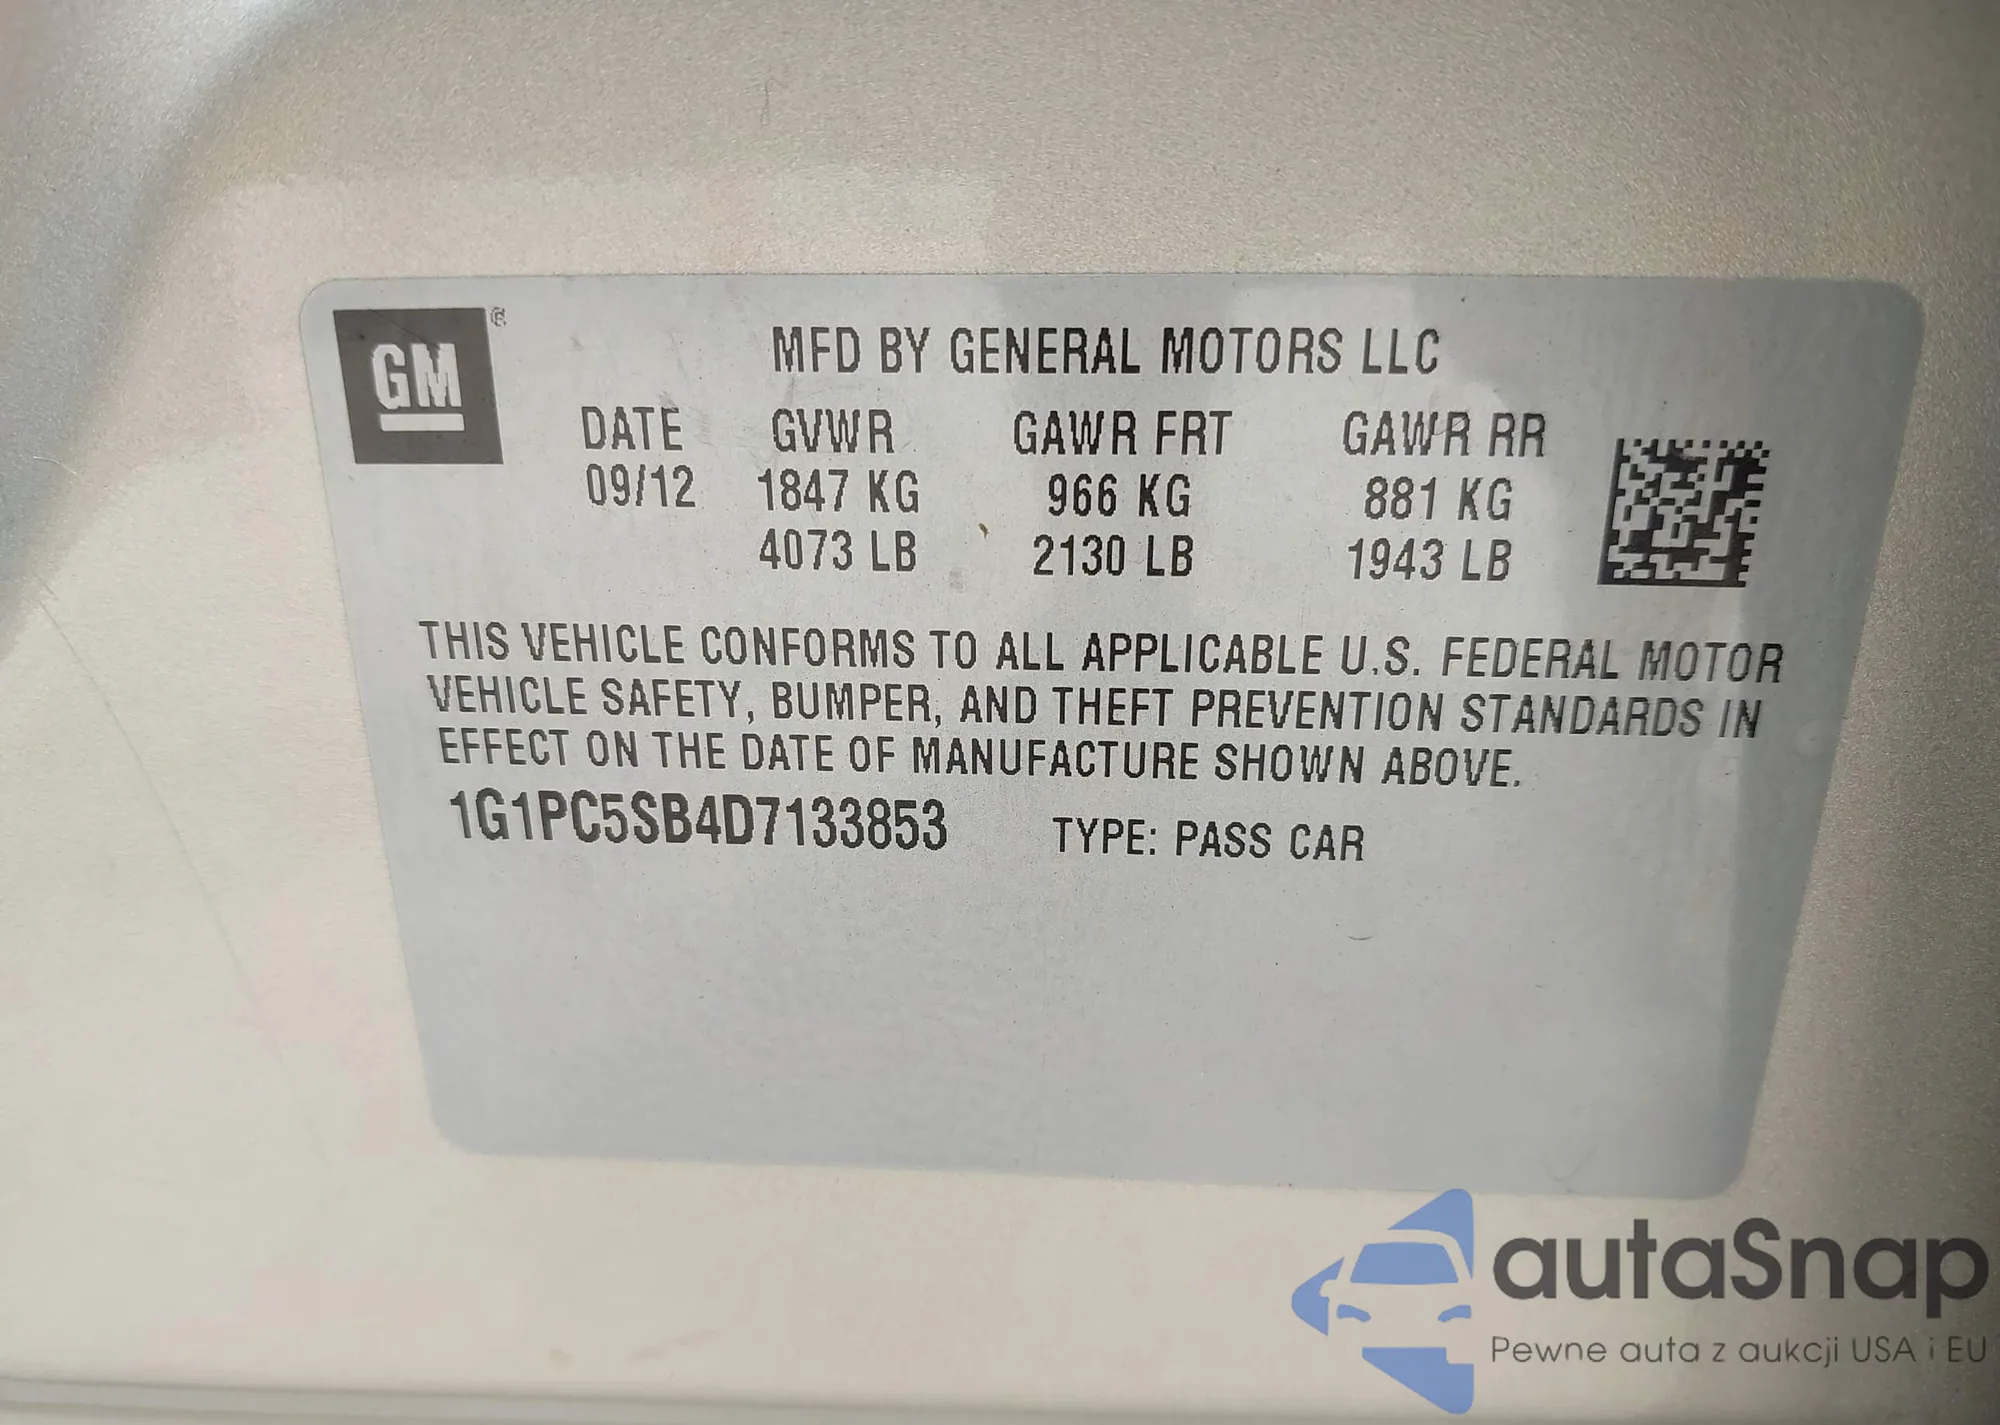 GM
MFD BY GENERAL MOTORS LLC
DATE GVWR GAWR FRT GAWR RR
09/12 1847 KG 966 KG 881 KG
4073 LB 2130 LB 1943 LB
THIS VEHICLE CONFORMS TO ALL APPLICABLE U.S. FEDERAL MOTOR
VEHICLE SAFETY, BUMPER, AND THEFT PREVENTION STANDARDS IN
EFFECT ON THE DATE OF MANUFACTURE SHOWN ABOVE.
1G1PC5SB4D7133853 TYPE: PASS CAR
autaSnap
Pewne auta z aukcji USA i EU